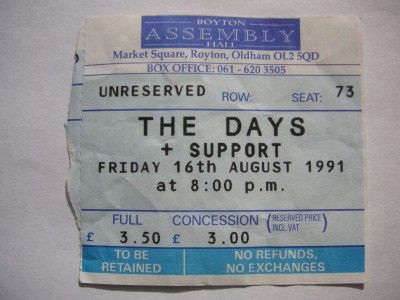 ROYTON
ASSEMBLY
HALL
Market Square, Royton, Oldham OL2 5QD
BOX OFFICE: 061 - 620 3505
UNRESERVED ROW: SEAT: 73
THE DAYS
+ SUPPORT
FRIDAY 16th AUGUST 1991
at 8:00 p.m.
FULL CONCESSION (RESERVED PRICE INCL. VAT)
£ 3.50 £ 3.00
TO BE RETAINED
NO REFUNDS, NO EXCHANGES